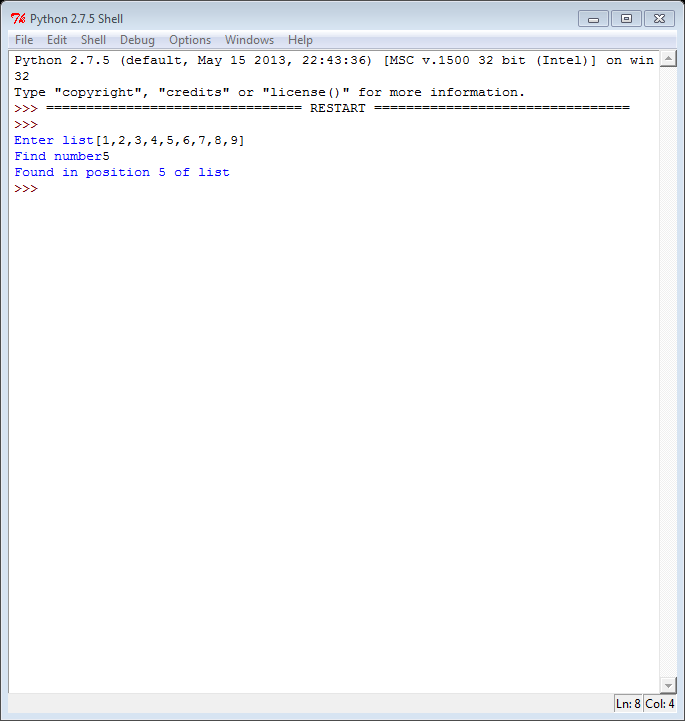 Python 2.7.5 Shell
File Edit Shell Debug Options Windows Help
Python 2.7.5 (default, May 15 2013, 22:43:36) [MSC v.1500 32 bit (Intel)] on win
32
Type "copyright", "credits" or "license()" for more information.
>>> ================================ RESTART ================================
>>>
Enter list[1,2,3,4,5,6,7,8,9]
Find number5
Found in position 5 of list
>>>
Ln: 8 Col: 4